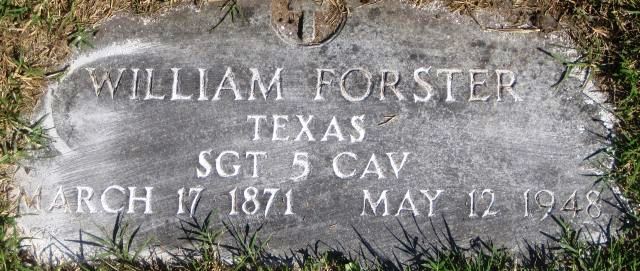 WILLIAM FORSTER
TEXAS
SGT 5 CAV
MARCH 17 1871 MAY 12 1948